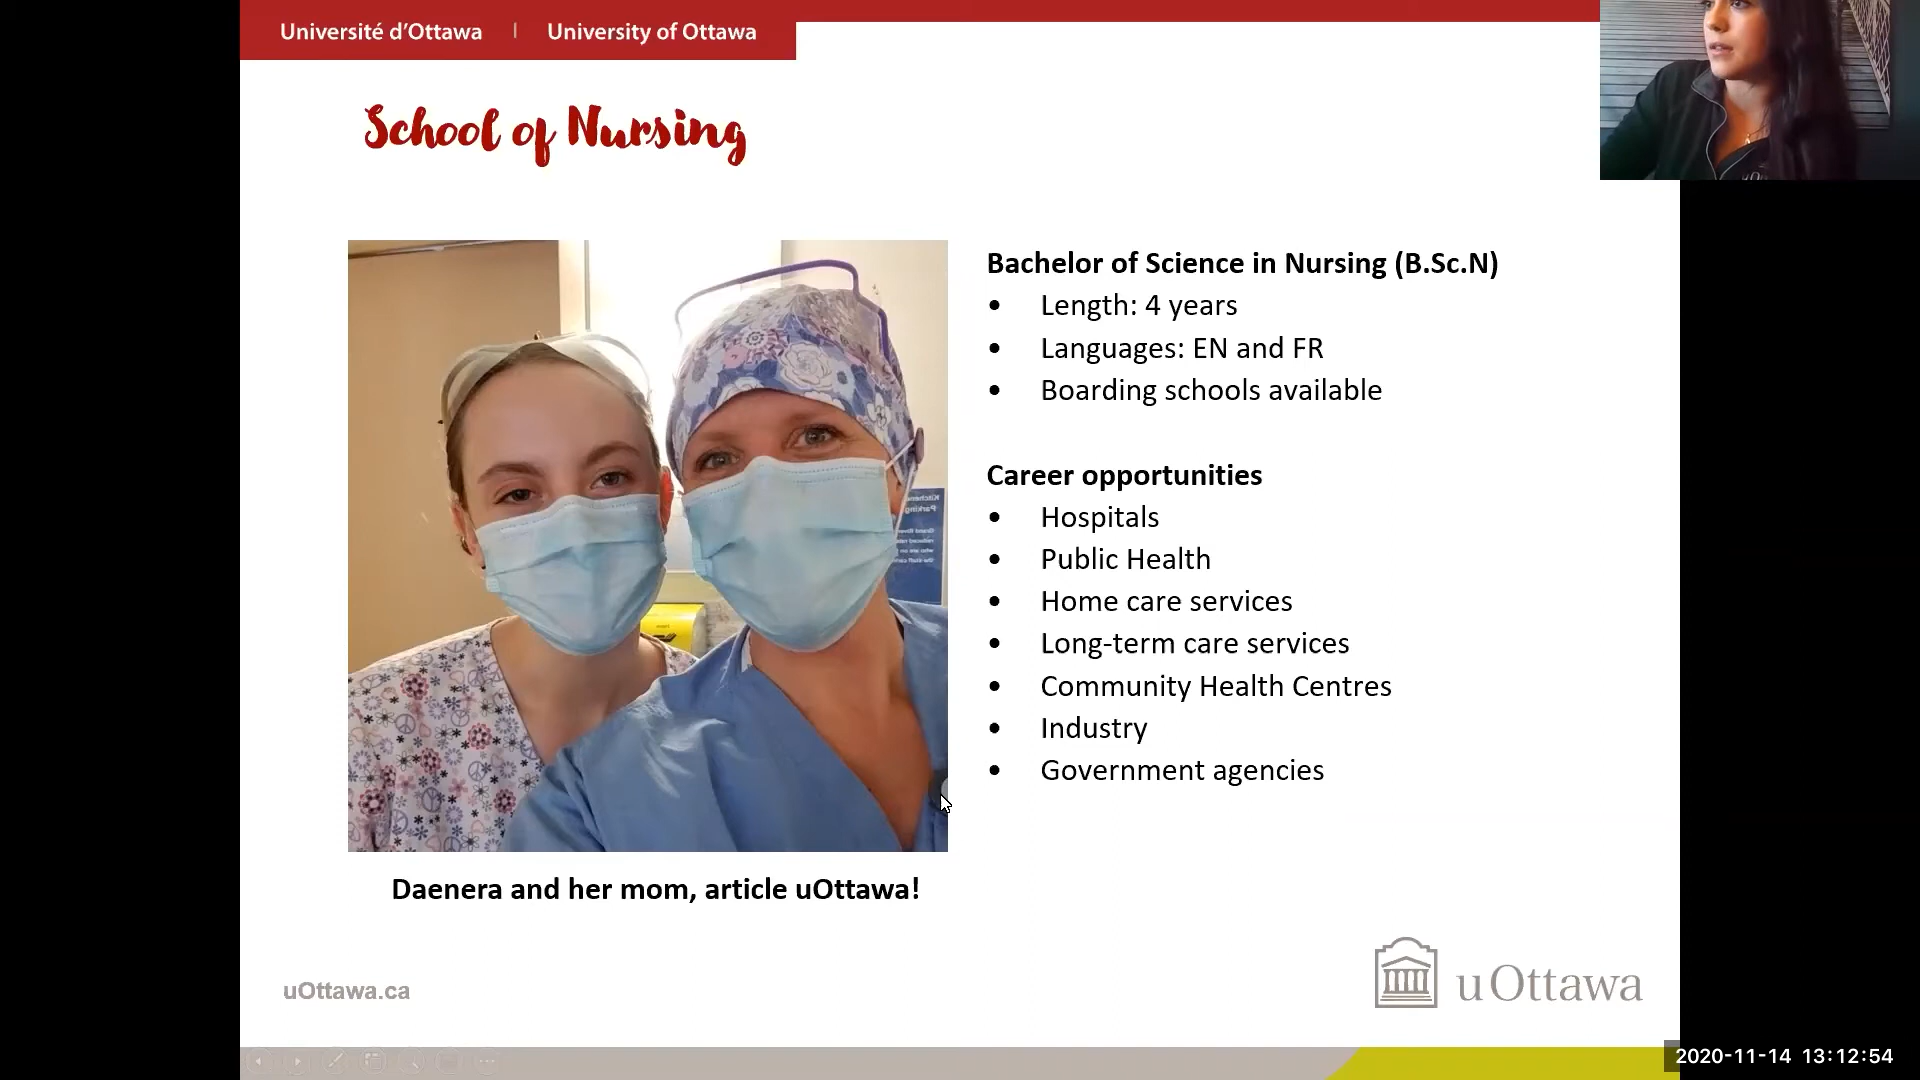 Université d'Ottawa | University of Ottawa
School of Nursing
Bachelor of Science in Nursing (B.Sc.N)
• Length: 4 years
• Languages: EN and FR
• Boarding schools available
Career opportunities
• Hospitals
• Public Health
• Home care services
• Long-term care services
• Community Health Centres
• Industry
• Government agencies
Kitchener
Parking
Daenera and her mom, article uOttawa!
uOttawa.ca
uOttawa
2020-11-14 13:12:54